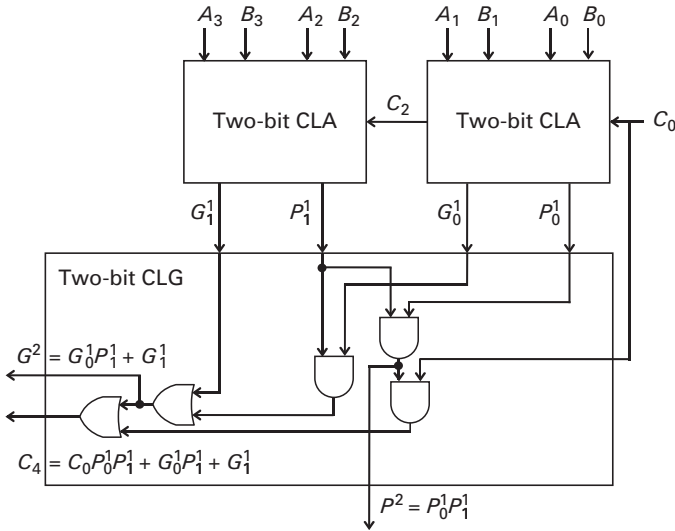 A₃ B₃ A₂ B₂ A₁ B₁ A₀ B₀
Two-bit CLA C₂ Two-bit CLA C₀
G₁¹ P₁¹ G₀¹ P₀¹
Two-bit CLG
G² = G₀¹P₁¹ + G₁¹
C₄ = C₀P₀¹P₁¹ + G₀¹P₁¹ + G₁¹
P² = P₀¹P₁¹